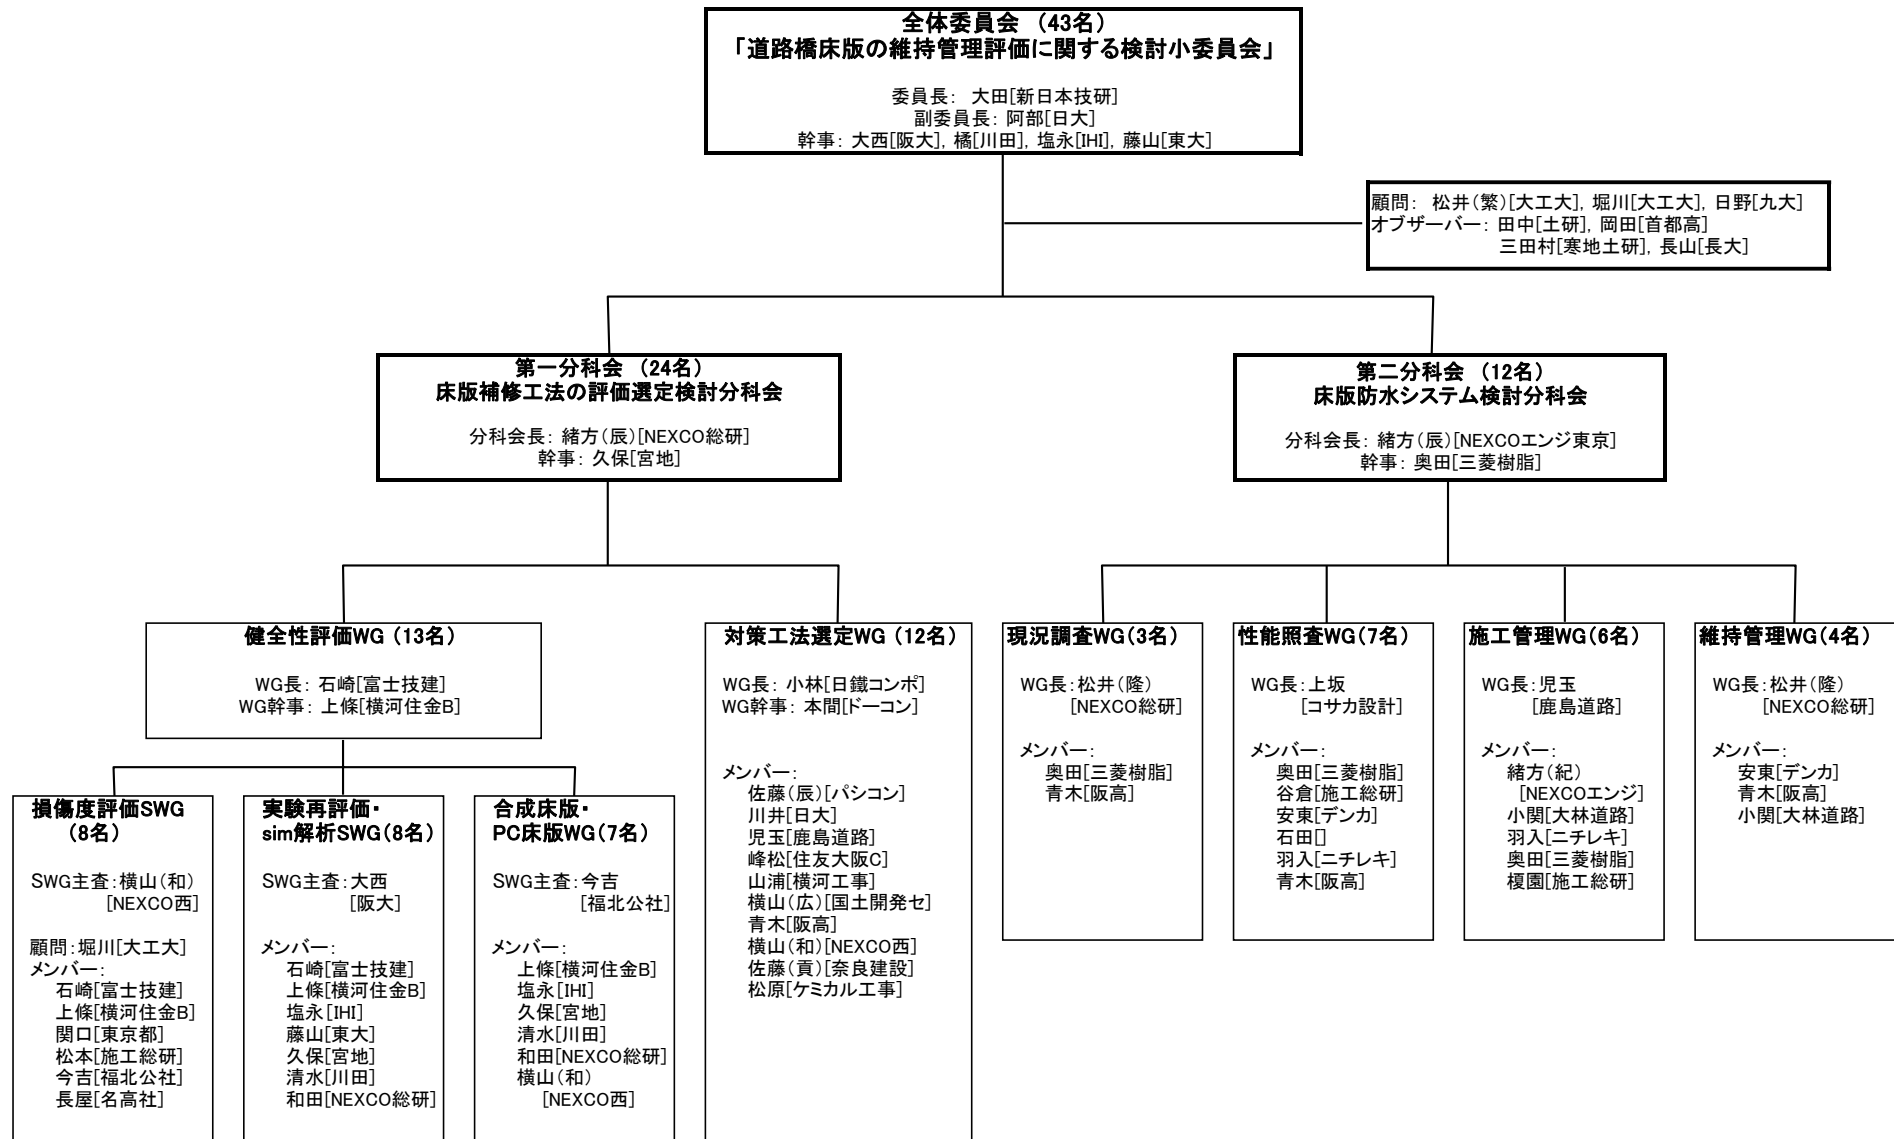 全体委員会 （43名）
「道路橋床版の維持管理評価に関する検討小委員会」
委員長： 大田[新日本技研]
副委員長：阿部[日大]
幹事：大西[阪大]，橘[川田]，塩永[IHI]，藤山[東大]
顧問： 松井（繁）[大工大]，堀川[大工大]，日野[九大]
オブザーバー：田中[土研]，岡田[首都高]
三田村[寒地土研]，長山[長大]
第一分科会 （24名）
床版補修工法の評価選定検討分科会
分科会長：緒方（辰）[NEXCO総研]
幹事：久保[宮地]
第二分科会 （12名）
床版防水システム検討分科会
分科会長：緒方（辰）[NEXCOエンジ東京]
幹事：奥田[三菱樹脂]
健全性評価WG （13名）
WG長：石崎[富士技建]
WG幹事：上條[横河住金B]
損傷度評価SWG
（8名）
SWG主査：横山（和）
[NEXCO西]
顧問：堀川[大工大]
メンバー：
石崎[富士技建]
上條[横河住金B]
関口[東京都]
松本[施工総研]
今吉[福北公社]
長屋[名高社]
実験再評価・
sim解析SWG（8名）
SWG主査：大西
[阪大]
メンバー：
石崎[富士技建]
上條[横河住金B]
塩永[IHI]
藤山[東大]
久保[宮地]
清水[川田]
和田[NEXCO総研]
合成床版・
PC床版WG（7名）
SWG主査：今吉
[福北公社]
メンバー：
上條[横河住金B]
塩永[IHI]
久保[宮地]
清水[川田]
和田[NEXCO総研]
横山（和）
[NEXCO西]
対策工法選定WG （12名）
WG長：小林[日鐵コンポ]
WG幹事：本間[ドーコン]
メンバー：
佐藤（辰）[パシコン]
川井[日大]
児玉[鹿島道路]
峰松[住友大阪C]
山浦[横河工事]
横山（広）[国土開発セ]
青木[阪高]
横山（和）[NEXCO西]
佐藤（貢）[奈良建設]
松原[ケミカル工事]
現況調査WG（3名）
WG長：松井（隆）
[NEXCO総研]
メンバー：
奥田[三菱樹脂]
青木[阪高]
性能照査WG（7名）
WG長：上坂
[コサカ設計]
メンバー：
奥田[三菱樹脂]
谷倉[施工総研]
安東[デンカ]
石田[]
羽入[ニチレキ]
青木[阪高]
施工管理WG（6名）
WG長：児玉
[鹿島道路]
メンバー：
緒方（紀）
[NEXCOエンジ]
小関[大林道路]
羽入[ニチレキ]
奥田[三菱樹脂]
榎園[施工総研]
維持管理WG（4名）
WG長：松井（隆）
[NEXCO総研]
メンバー：
安東[デンカ]
青木[阪高]
小関[大林道路]